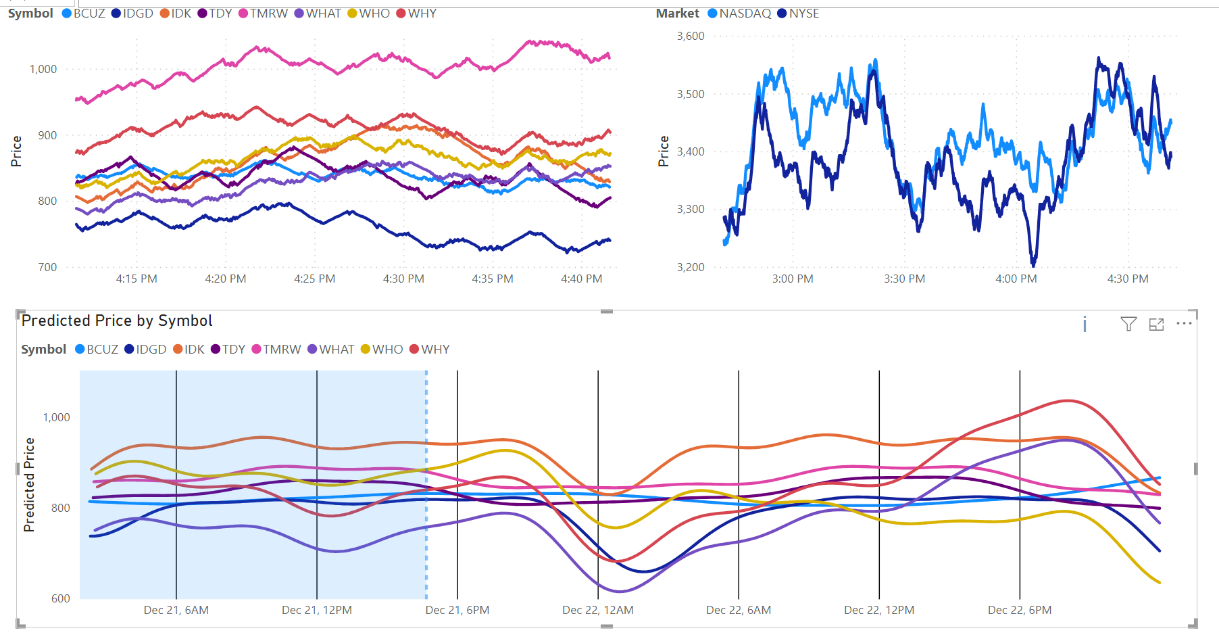 Symbol BCUZ IDGD IDK TDY TMRW WHAT WHO WHY
Price
1,000
900
800
700
4:15 PM 4:20 PM 4:25 PM 4:30 PM 4:35 PM 4:40 PM
Market NASDAQ NYSE
Price
3,600
3,500
3,400
3,300
3,200
3:00 PM 3:30 PM 4:00 PM 4:30 PM
Predicted Price by Symbol
Symbol BCUZ IDGD IDK TDY TMRW WHAT WHO WHY
Predicted Price
1,000
800
600
Dec 21, 6AM Dec 21, 12PM Dec 21, 6PM Dec 22, 12AM Dec 22, 6AM Dec 22, 12PM Dec 22, 6PM